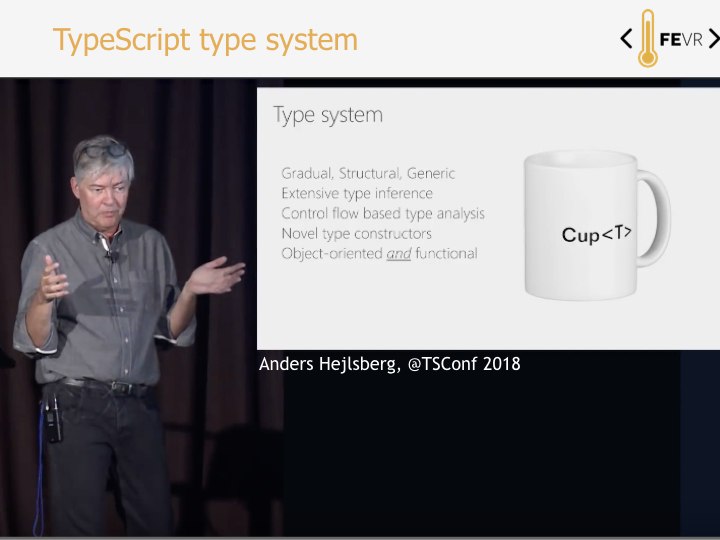 TypeScript type system
< FEVR >
Type system
Gradual, Structural, Generic
Extensive type inference
Control flow based type analysis
Novel type constructors
Object-oriented and functional
Cup<T>
Anders Hejlsberg, @TSConf 2018